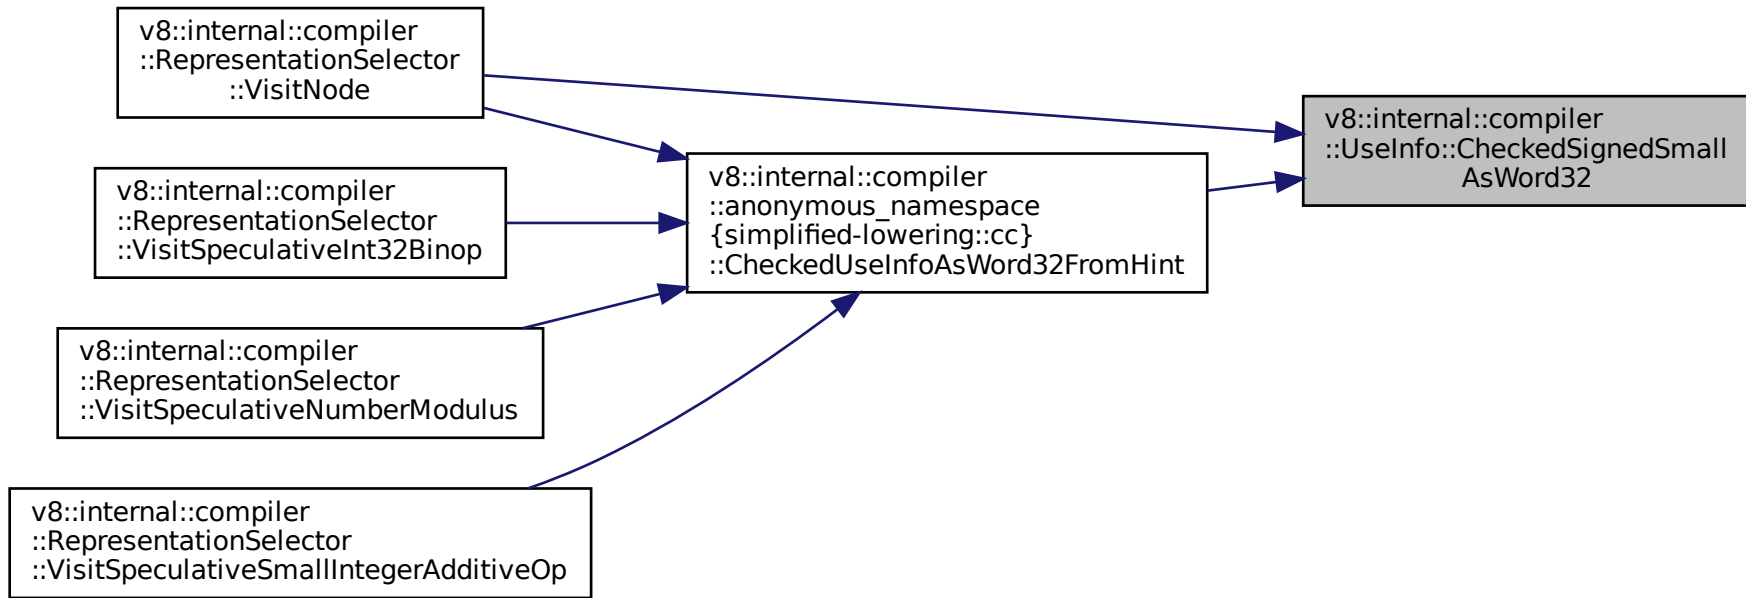 v8::internal::compiler
::RepresentationSelector
::VisitNode
v8::internal::compiler
::RepresentationSelector
::VisitSpeculativeInt32Binop
v8::internal::compiler
::RepresentationSelector
::VisitSpeculativeNumberModulus
v8::internal::compiler
::RepresentationSelector
::VisitSpeculativeSmallIntegerAdditiveOp
v8::internal::compiler
::anonymous_namespace
{simplified-lowering::cc}
::CheckedUseInfoAsWord32FromHint
v8::internal::compiler
::UseInfo::CheckedSignedSmall
AsWord32